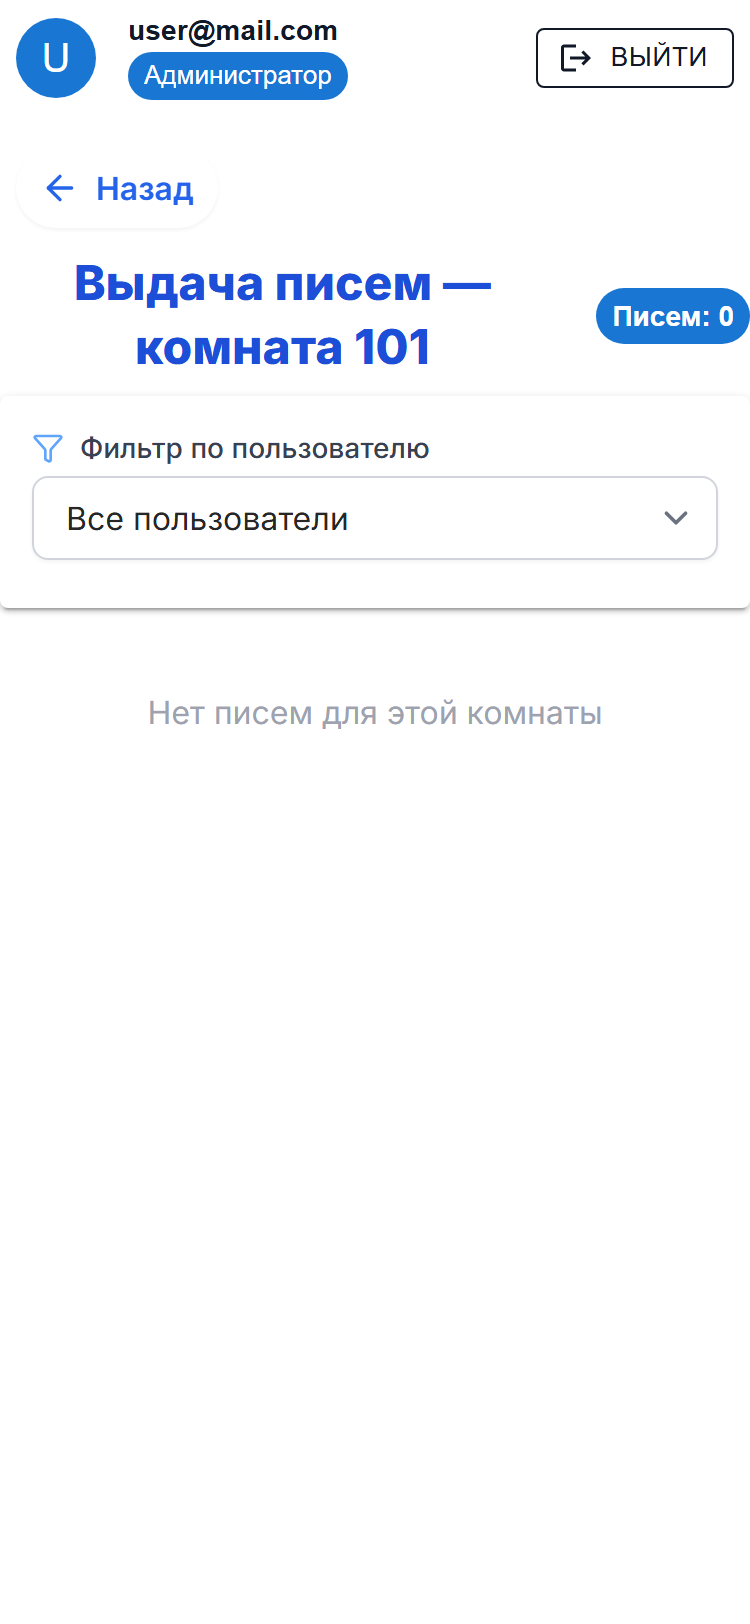 U
user@mail.com
Администратор
ВЫЙТИ
Назад
Выдача писем —
комната 101
Писем: 0
Фильтр по пользователю
Все пользователи
Нет писем для этой комнаты